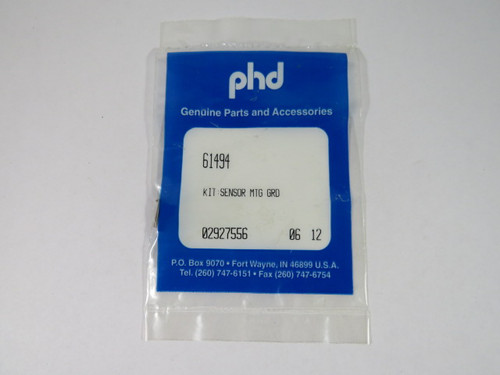 phd
Genuine Parts and Accessories
61494
KIT SENSOR MTG GRD
02927556 06 12
P.O. Box 9070 • Fort Wayne, IN 46899 U.S.A.
Tel. (260) 747-6151 • Fax (260) 747-6754